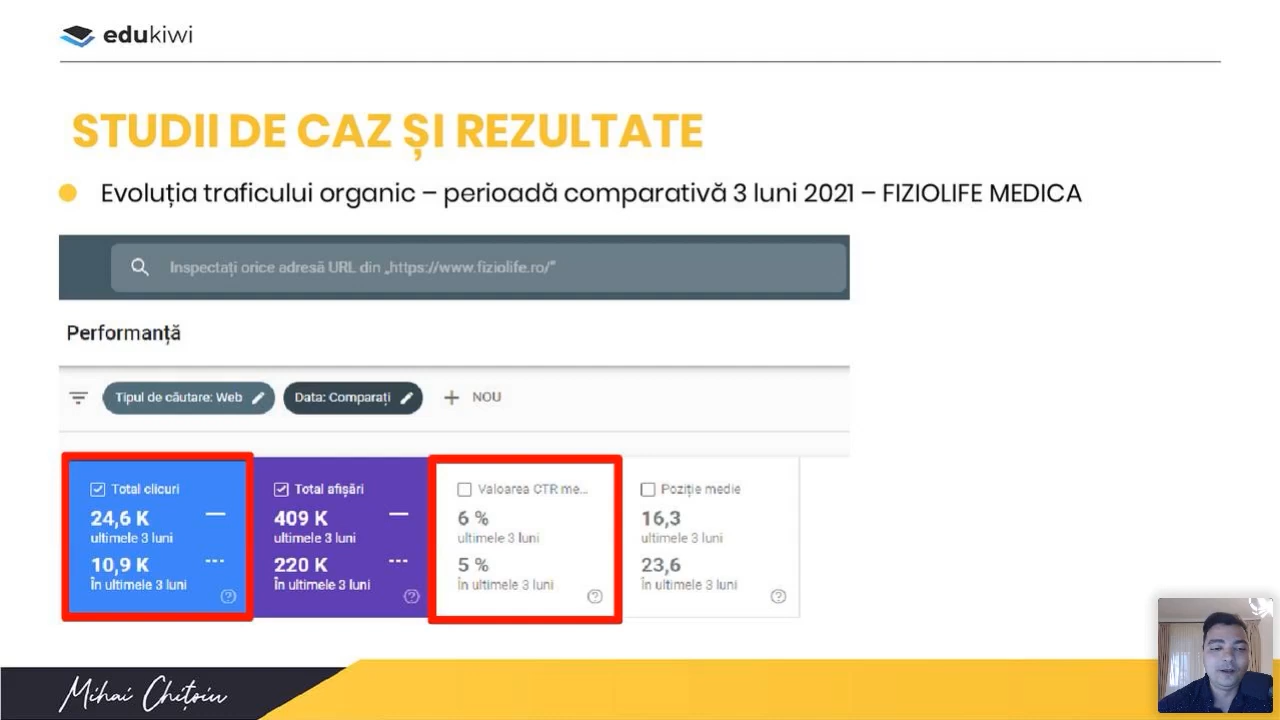 edukiwi
STUDII DE CAZ ȘI REZULTATE
Evoluția traficului organic – perioadă comparativă 3 luni 2021 – FIZIOLIFE MEDICA
Inspectați orice adresă URL din „https://www.fiziolife.ro/”
Performanță
Tipul de căutare: Web
Data: Comparați
NOU
Total clicuri
24,6 K
ultimele 3 luni
10,9 K
În ultimele 3 luni
Total afișări
409 K
ultimele 3 luni
220 K
În ultimele 3 luni
Valoarea CTR me...
6 %
ultimele 3 luni
5 %
În ultimele 3 luni
Poziție medie
16,3
ultimele 3 luni
23,6
În ultimele 3 luni
Mihai Chițoiu